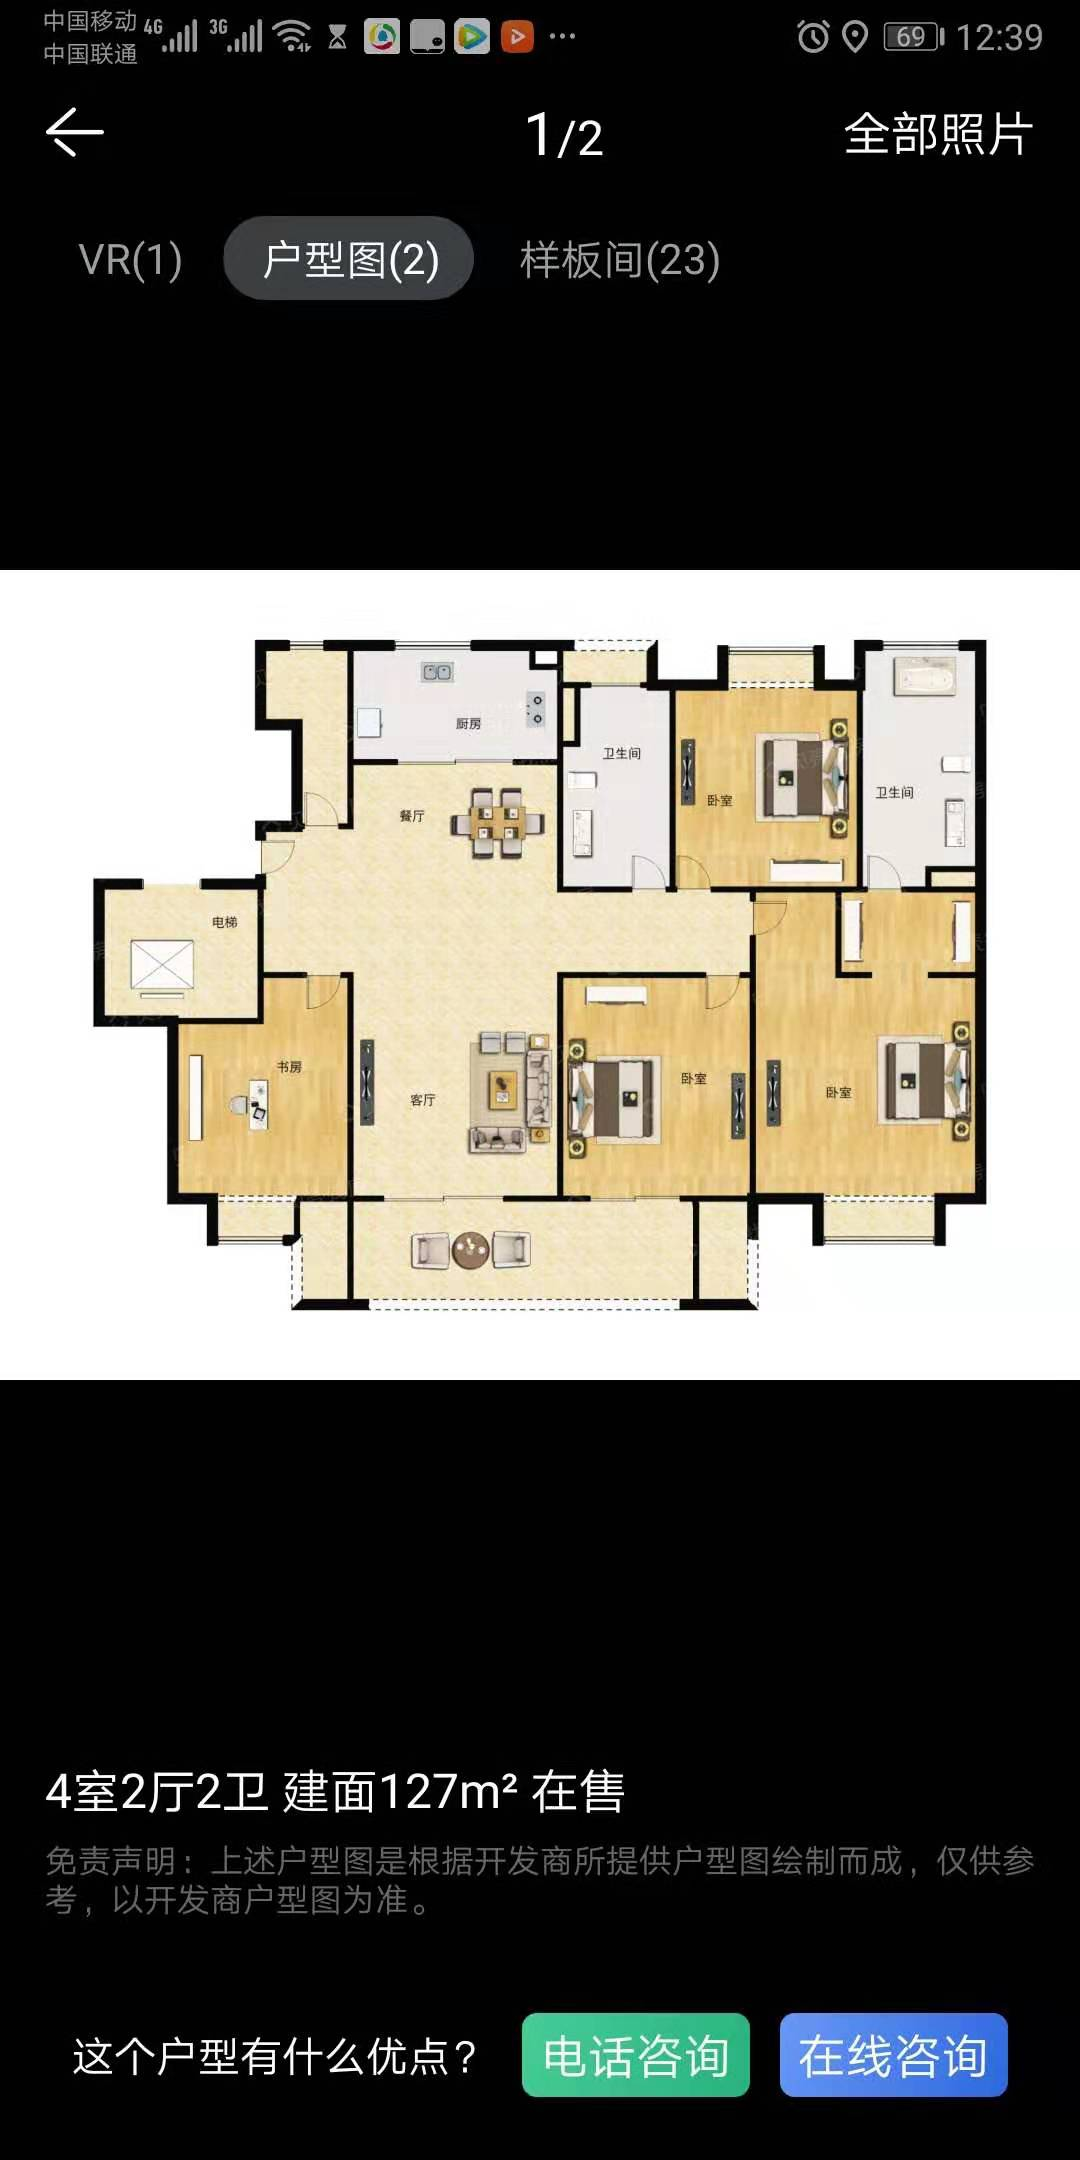 中国移动 4G 3G 69 12:39
中国联通
1/2 全部照片
VR(1) 户型图(2) 样板间(23)
厨房
卫生间
卧室
卫生间
餐厅
电梯
书房
客厅
卧室
卧室
4室2厅2卫 建面127m² 在售
免责声明：上述户型图是根据开发商所提供户型图绘制而成，仅供参
考，以开发商户型图为准。
这个户型有什么优点？ 电话咨询 在线咨询